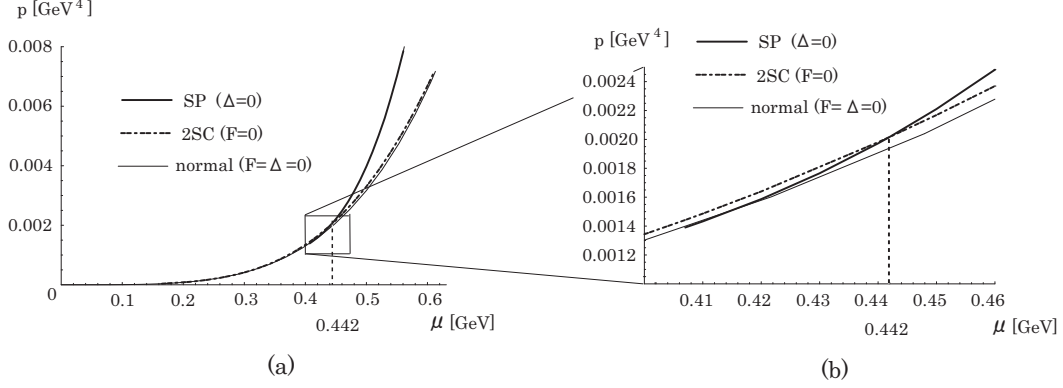 p [GeV⁴]
0.008
0.006
0.004
0.002
0
SP (Δ=0)
2SC (F=0)
normal (F=Δ=0)
0.1 0.2 0.3 0.4 0.5 0.6
0.442
μ [GeV]
(a)
p [GeV⁴]
0.0024
0.0022
0.0020
0.0018
0.0016
0.0014
0.0012
SP (Δ=0)
2SC (F=0)
normal (F=Δ=0)
0.41 0.42 0.43 0.44 0.45 0.46
0.442
μ [GeV]
(b)